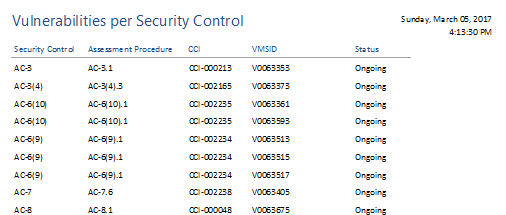 Vulnerabilities per Security Control
Sunday, March 05, 2017
4:13:30 PM
Security Control Assessment Procedure CCI VMSID Status
AC-3 AC-3.1 CCI-000213 V0063353 Ongoing
AC-3(4) AC-3(4).3 CCI-002165 V0063373 Ongoing
AC-6(10) AC-6(10).1 CCI-002235 V0063361 Ongoing
AC-6(10) AC-6(10).1 CCI-002235 V0063593 Ongoing
AC-6(9) AC-6(9).1 CCI-002234 V0063513 Ongoing
AC-6(9) AC-6(9).1 CCI-002234 V0063515 Ongoing
AC-6(9) AC-6(9).1 CCI-002234 V0063517 Ongoing
AC-7 AC-7.6 CCI-002238 V0063405 Ongoing
AC-8 AC-8.1 CCI-000048 V0063675 Ongoing